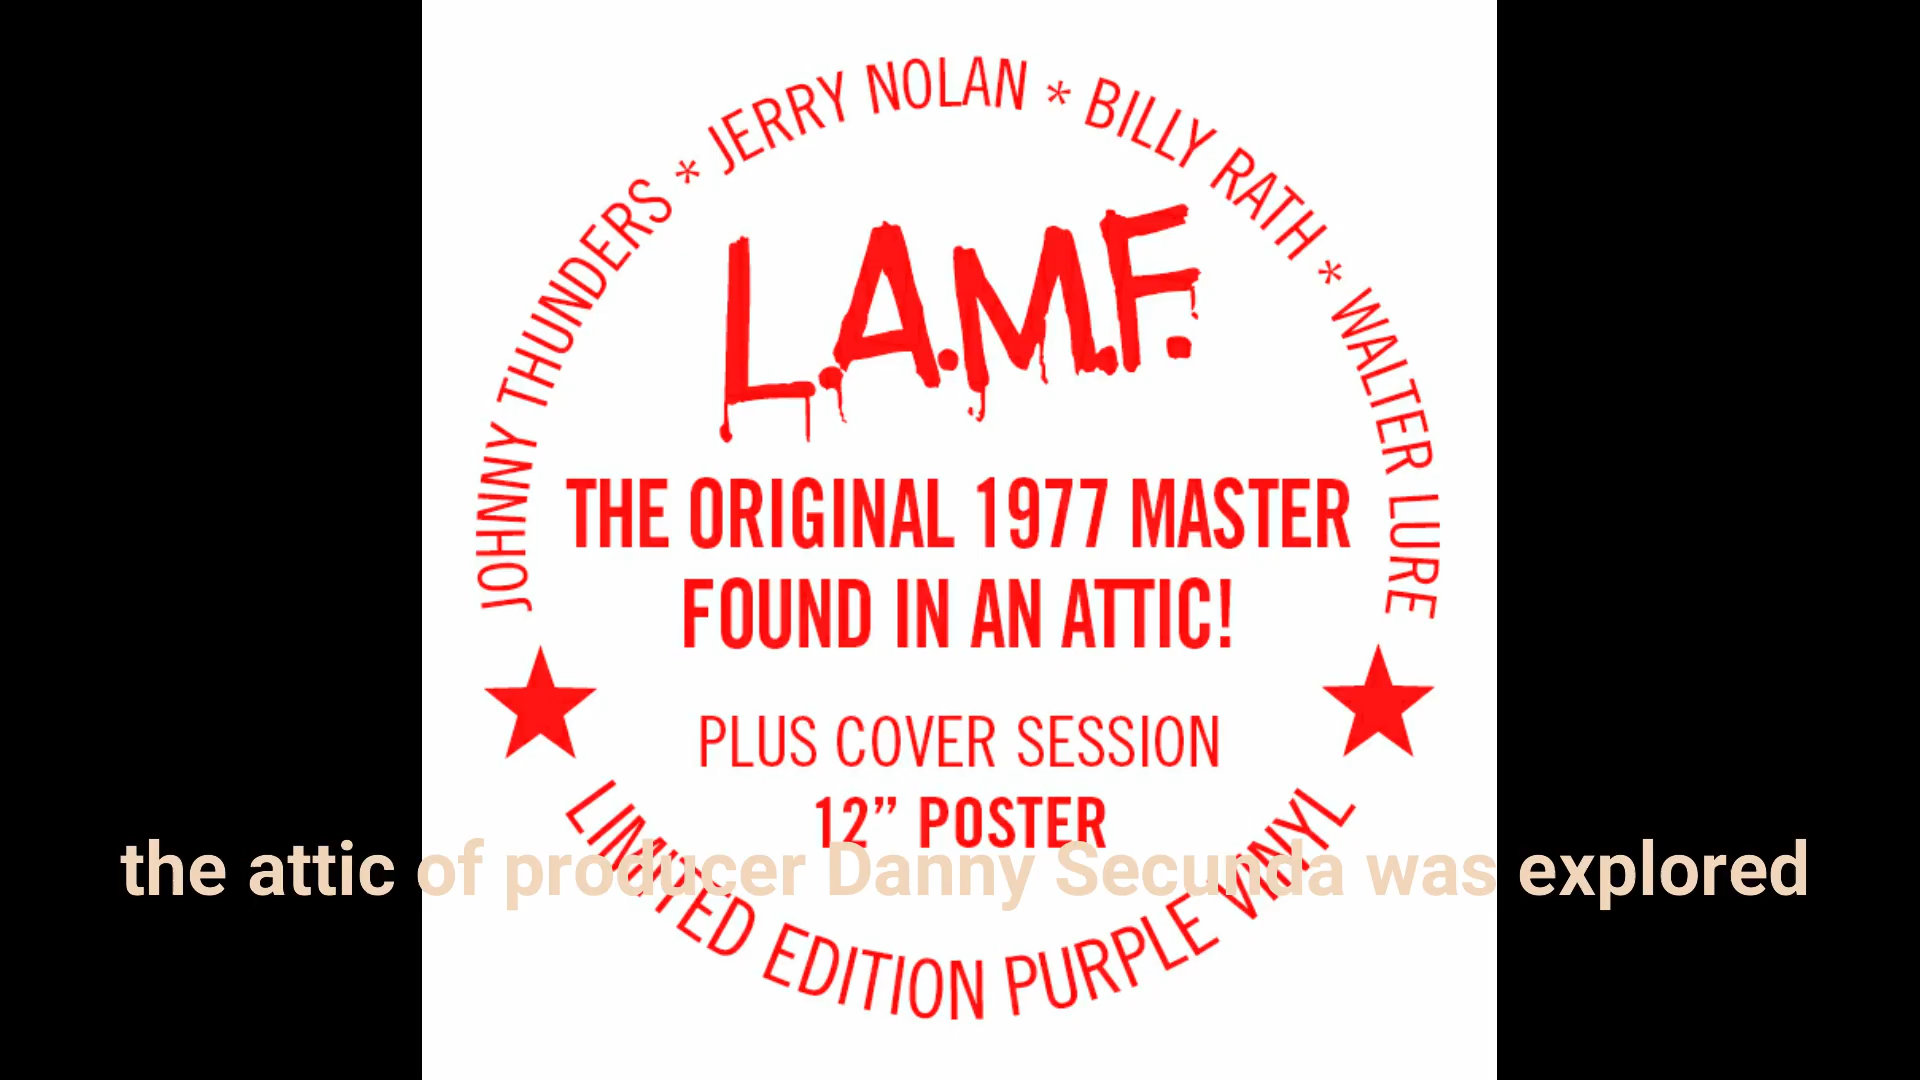 JOHNNY THUNDERS * JERRY NOLAN * BILLY RATH * WALTER LURE
L.A.M.F.
THE ORIGINAL 1977 MASTER
FOUND IN AN ATTIC!
PLUS COVER SESSION
12” POSTER
LIMITED EDITION PURPLE VINYL
the attic of producer Danny Secunda was explored